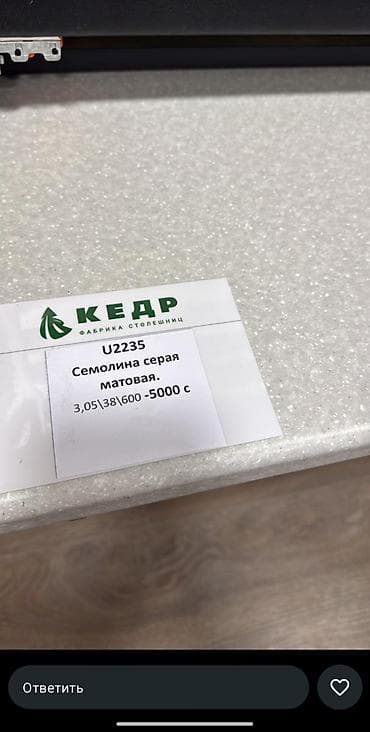 КЕДР
ФАБРИКА СТОЛЕШНИЦ
U2235
Семолина серая
матовая.
3,05\38\600 -5000 с
Ответить